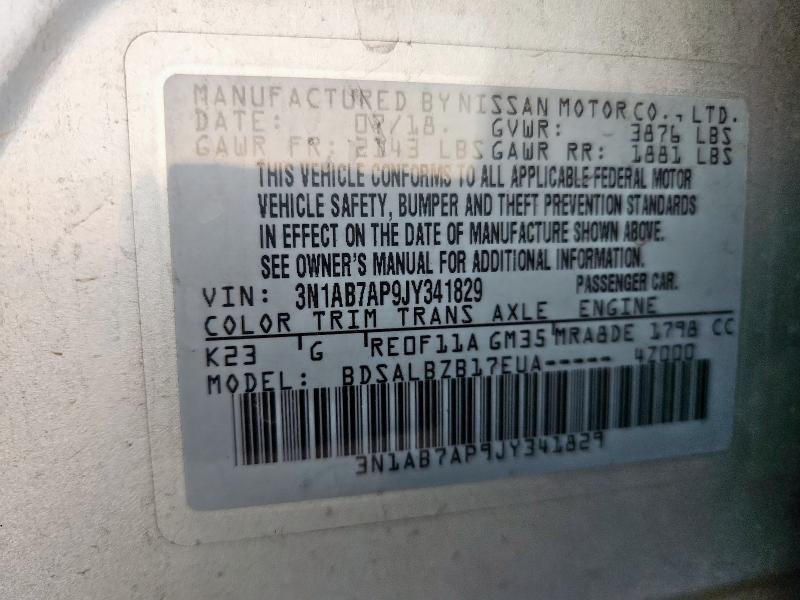 MANUFACTURED BY NISSAN MOTOR CO., LTD.
DATE: 07/18. GVWR: 3876 LBS
GAWR FR: 2143 LBS GAWR RR: 1881 LBS
THIS VEHICLE CONFORMS TO ALL APPLICABLE FEDERAL MOTOR
VEHICLE SAFETY, BUMPER AND THEFT PREVENTION STANDARDS
IN EFFECT ON THE DATE OF MANUFACTURE SHOWN ABOVE.
SEE OWNER'S MANUAL FOR ADDITIONAL INFORMATION.
VIN: 3N1AB7AP9JY341829 PASSENGER CAR.
COLOR TRIM TRANS AXLE ENGINE
K23 G RE0F11A GM35 MRA8DE 1798 CC
MODEL: BDSALBZB17EUA----- 4Z000
3N1AB7AP9JY341829